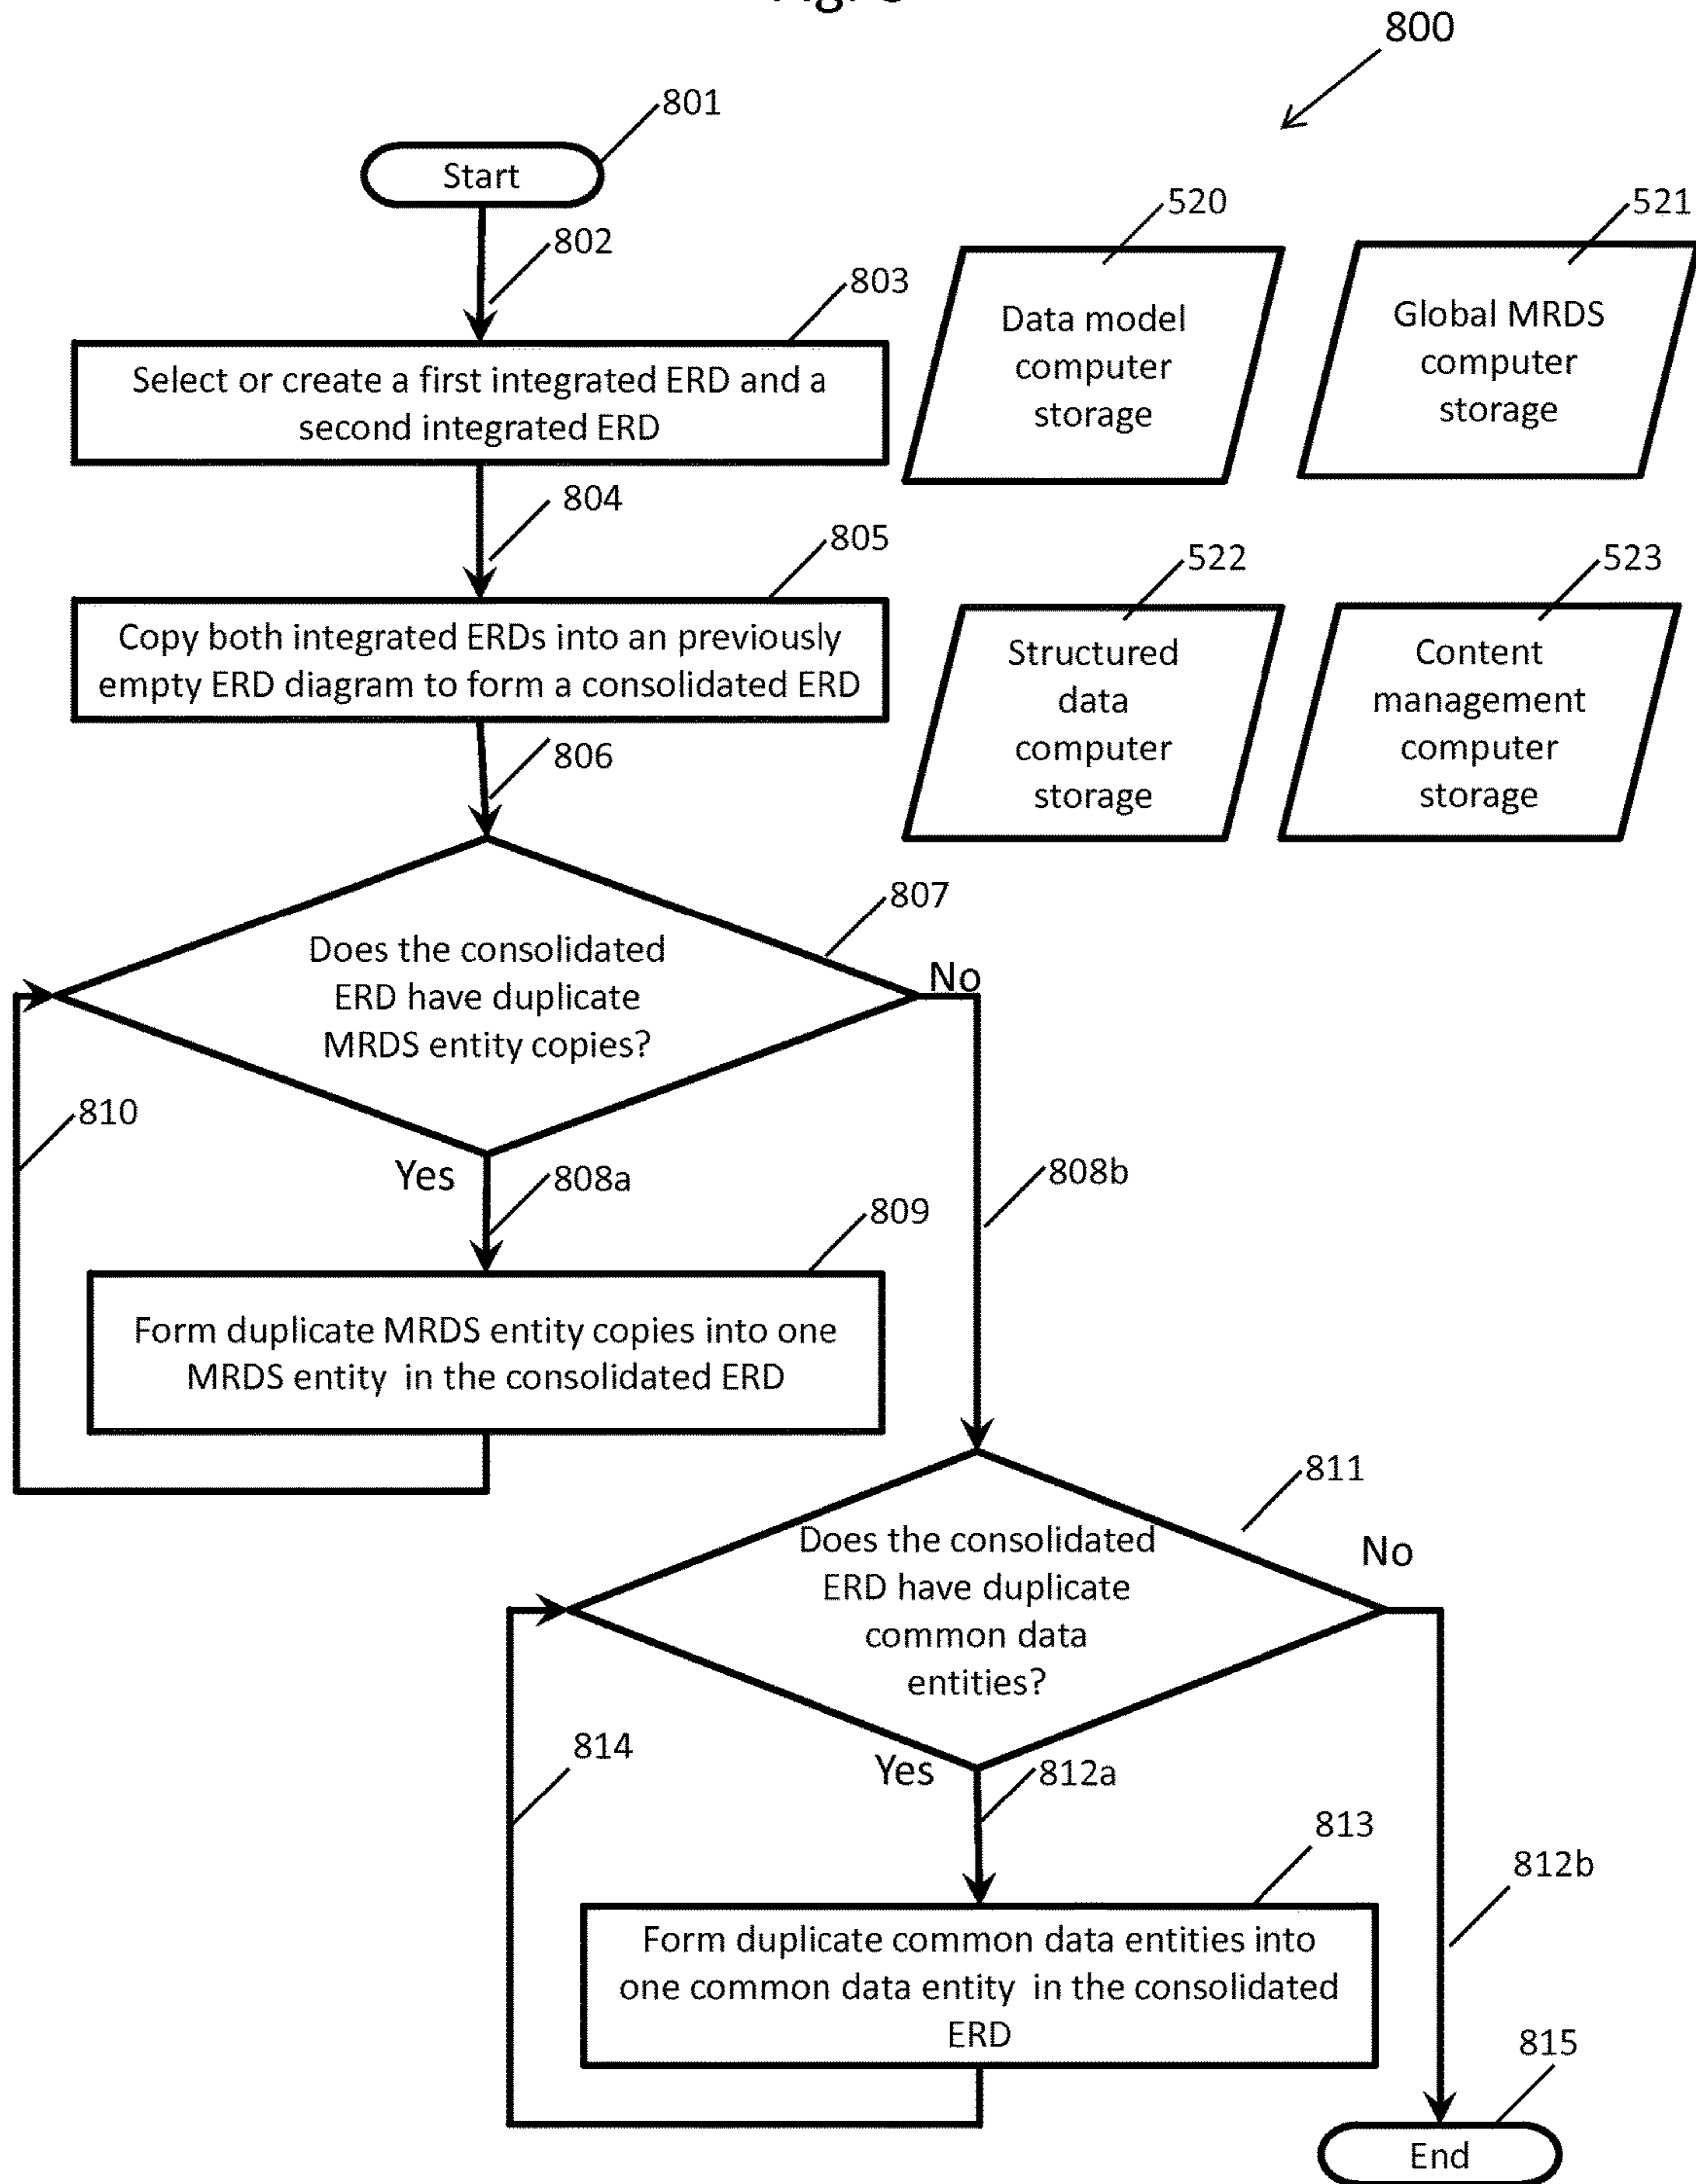 800
801
Start
802
520
521
803
Data model
computer
storage
Global MRDS
computer
storage
Select or create a first integrated ERD and a
second integrated ERD
804
805
522
523
Copy both integrated ERDs into an previously
empty ERD diagram to form a consolidated ERD
Structured
data
computer
storage
Content
management
computer
storage
806
807
Does the consolidated
ERD have duplicate
MRDS entity copies?
No
810
Yes
808a
808b
809
Form duplicate MRDS entity copies into one
MRDS entity in the consolidated ERD
811
Does the consolidated
ERD have duplicate
common data
entities?
No
814
Yes
812a
813
812b
Form duplicate common data entities into
one common data entity in the consolidated
ERD
815
End